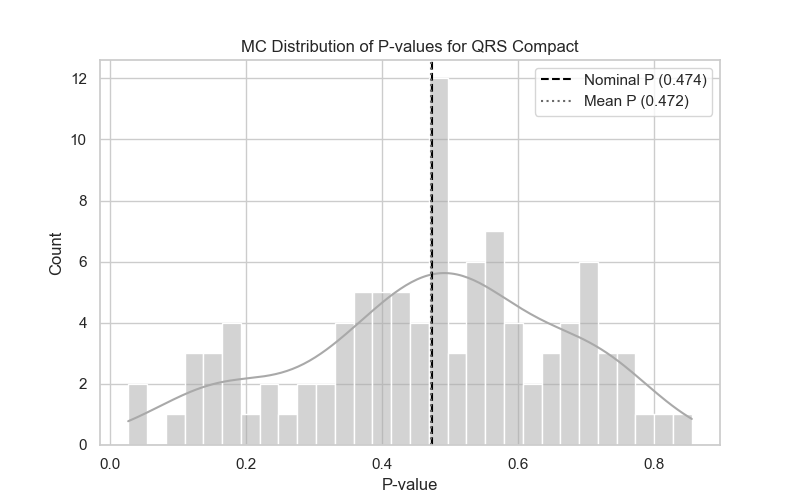 MC Distribution of P-values for QRS Compact
Nominal P (0.474)
Mean P (0.472)
12
10
8
6
4
2
0
Count
0.0 0.2 0.4 0.6 0.8
P-value